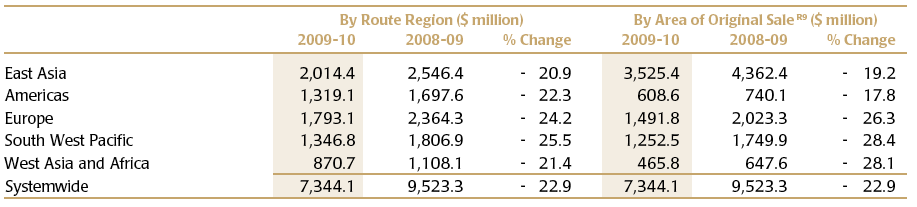 By Route Region ($ million) By Area of Original Sale R9 ($ million)
2009-10 2008-09 % Change 2009-10 2008-09 % Change
East Asia 2,014.4 2,546.4 - 20.9 3,525.4 4,362.4 - 19.2
Americas 1,319.1 1,697.6 - 22.3 608.6 740.1 - 17.8
Europe 1,793.1 2,364.3 - 24.2 1,491.8 2,023.3 - 26.3
South West Pacific 1,346.8 1,806.9 - 25.5 1,252.5 1,749.9 - 28.4
West Asia and Africa 870.7 1,108.1 - 21.4 465.8 647.6 - 28.1
Systemwide 7,344.1 9,523.3 - 22.9 7,344.1 9,523.3 - 22.9